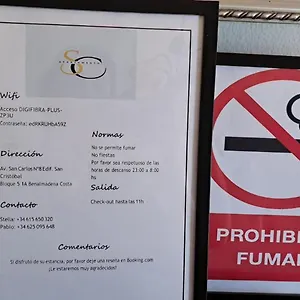 SC
APARTAMENTO
Wifi
Acceso DIGIFIBRA-PLUS-
ZP3U
Contraseña:
Normas
No se permite fumar
No fiestas
Por favor sea respetuoso de las
horas de descanso 23:00 a 8:00
hs
Dirección
Av. San Carlos Nº8 Edif. San
Cristóbal
Bloque 5 1A Benalmádena Costa
Salida
Check-out hasta las 11h
Contacto
Stella: +34 615 650 320
Pablo: +34 625 095 648
Comentarios
Si disfrutó de su estancia, por favor deje una reseña en Booking.com
¡Le estaremos muy agradecidos!
PROHIBI
FUMA